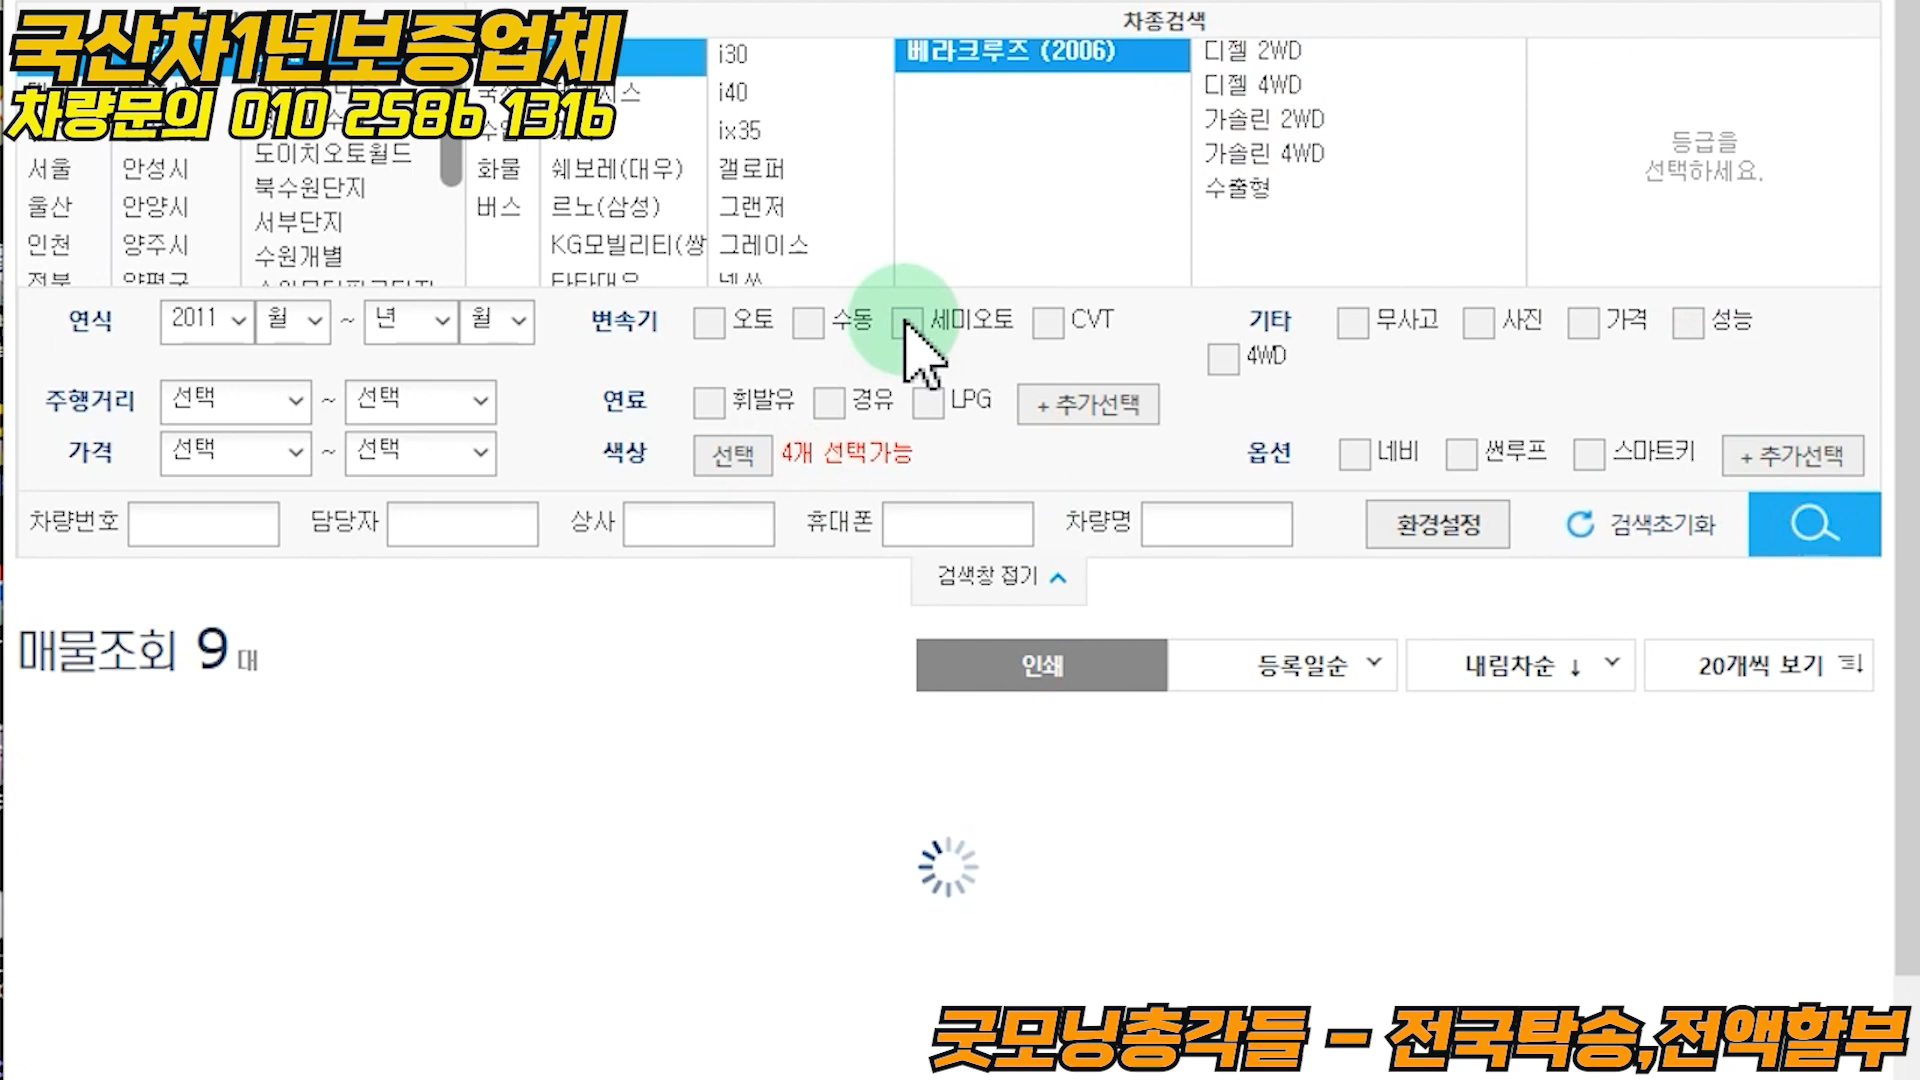 국산차1년보증업체
차량문의 010 2586 1316
차종검색
서울
울산
인천
전북
안성시
안양시
양주시
양평군
도이치오토월드
북수원단지
서부단지
수원개별
화물
버스
쉐보레(대우)
르노(삼성)
KG모빌리티(쌍
타타대우
i30
i40
ix35
갤로퍼
그랜저
그레이스
넥쏘
베라크루즈 (2006)
디젤 2WD
디젤 4WD
가솔린 2WD
가솔린 4WD
수출형
등급을
선택하세요.
연식 2011 월 ~ 년 월 변속기 오토 수동 세미오토 CVT 기타 무사고 사진 가격 성능
4WD
주행거리 선택 ~ 선택 연료 휘발유 경유 LPG + 추가선택
가격 선택 ~ 선택 색상 선택 4개 선택가능 옵션 네비 썬루프 스마트키 + 추가선택
차량번호 담당자 상사 휴대폰 차량명 환경설정 검색초기화
검색창 접기
매물조회 9 대
인쇄 등록일순 내림차순 ↓ 20개씩 보기
굿모닝총각들 - 전국탁송,전액할부